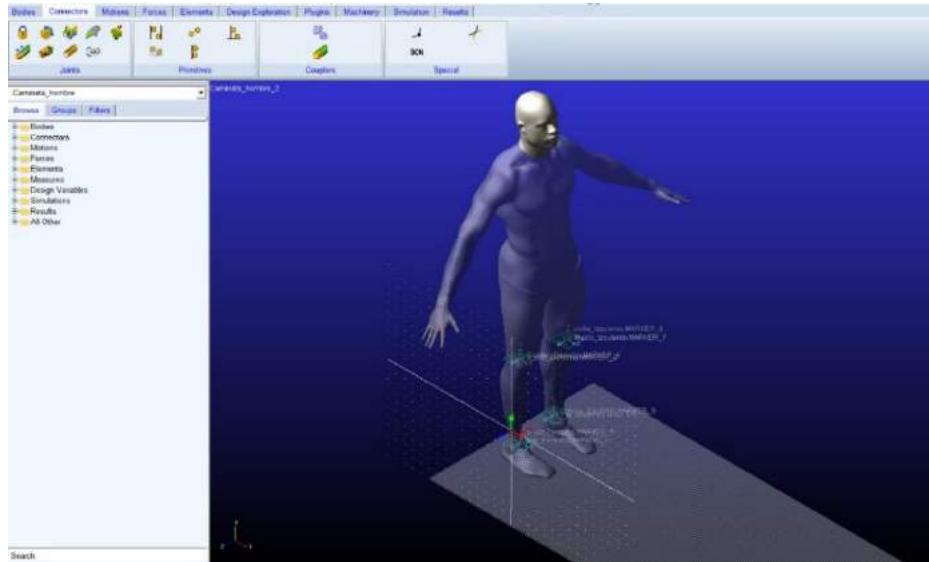 Bodies Connectors Motions Forces Elements Design Exploration Plugins Machinery Simulation Results
SCN
Joints Primitives Couplers Special
Caminata_hombre
Caminata_hombre_2
Browse Groups Filters
Bodies
Connectors
Motions
Forces
Elements
Measures
Design Variables
Simulations
Results
All Other
Search